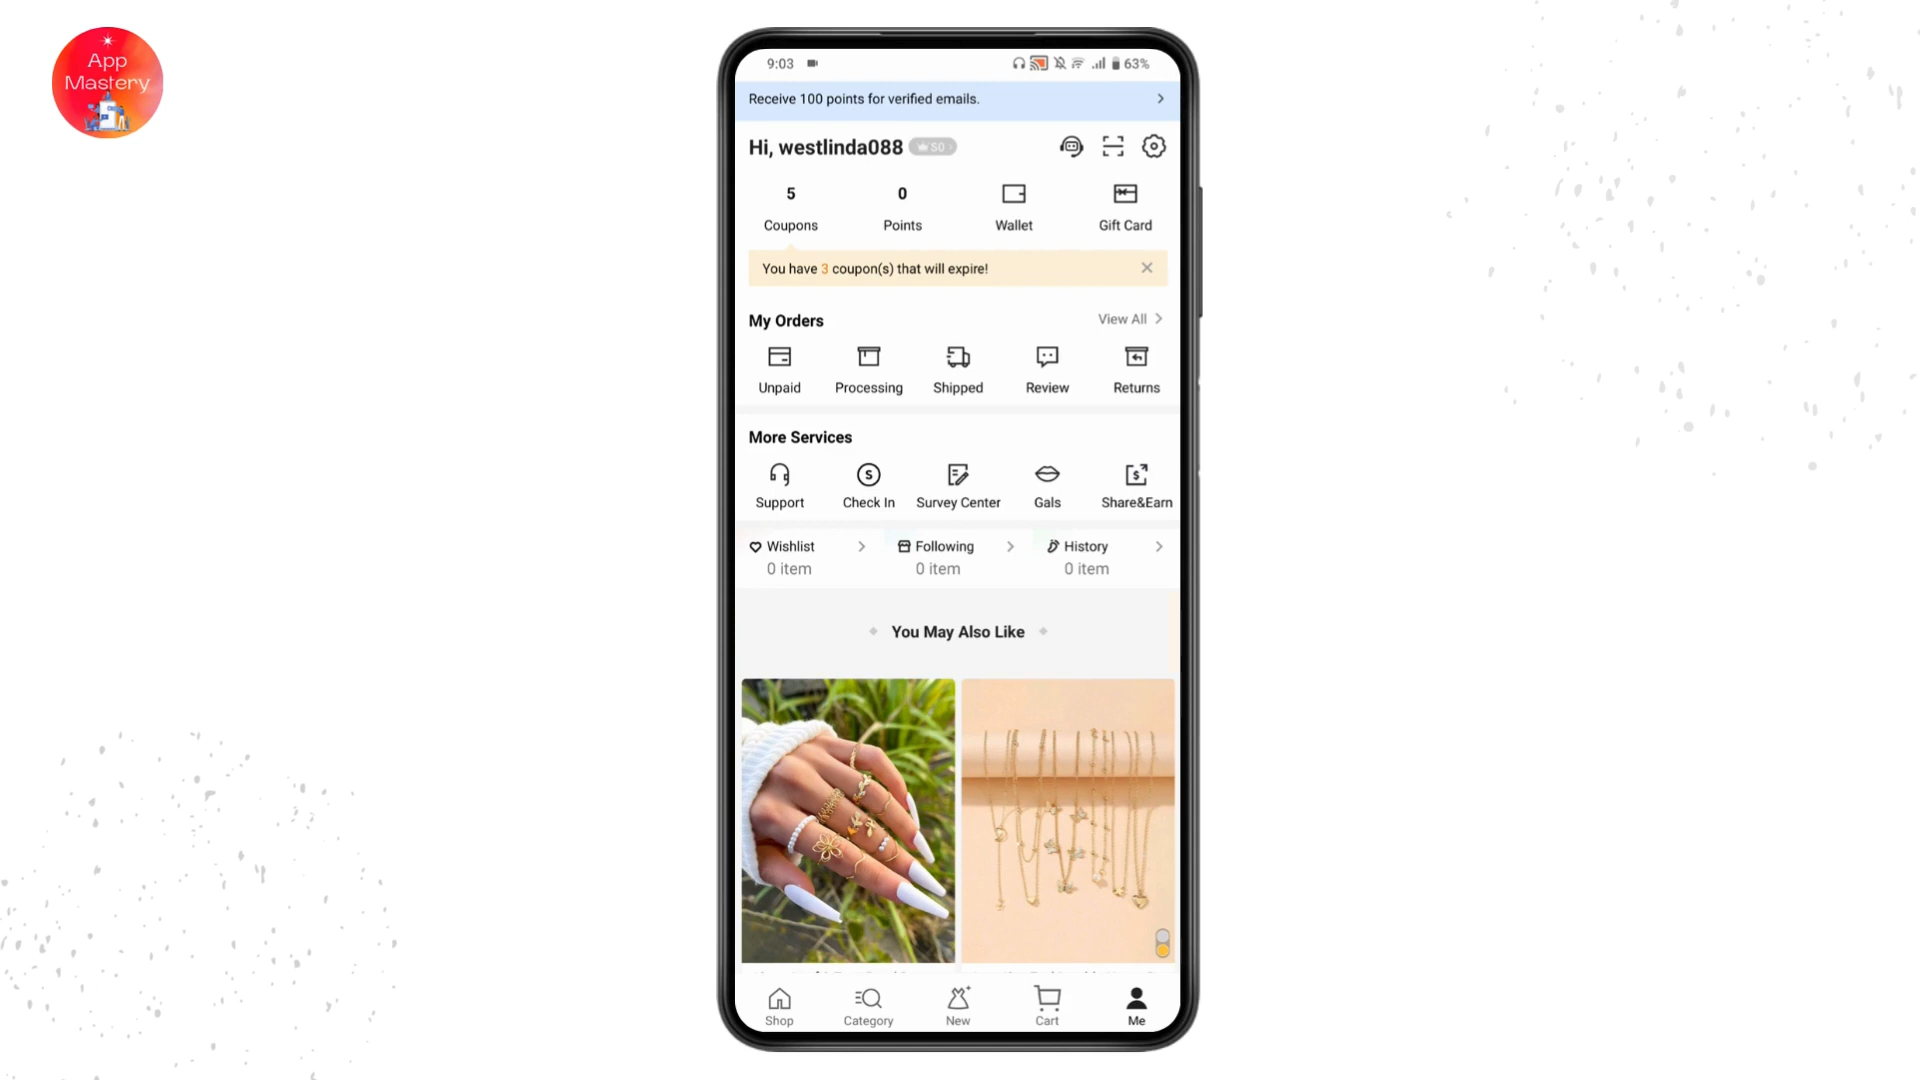 App
Mastery
9:03
63%
Receive 100 points for verified emails.
Hi, westlinda088
S0
5
0
Coupons
Points
Wallet
Gift Card
You have 3 coupon(s) that will expire!
My Orders
View All
Unpaid
Processing
Shipped
Review
Returns
More Services
S
$
Support
Check In
Survey Center
Gals
Share&Earn
Wishlist
Following
History
0 item
0 item
0 item
You May Also Like
Shop
Category
New
Cart
Me